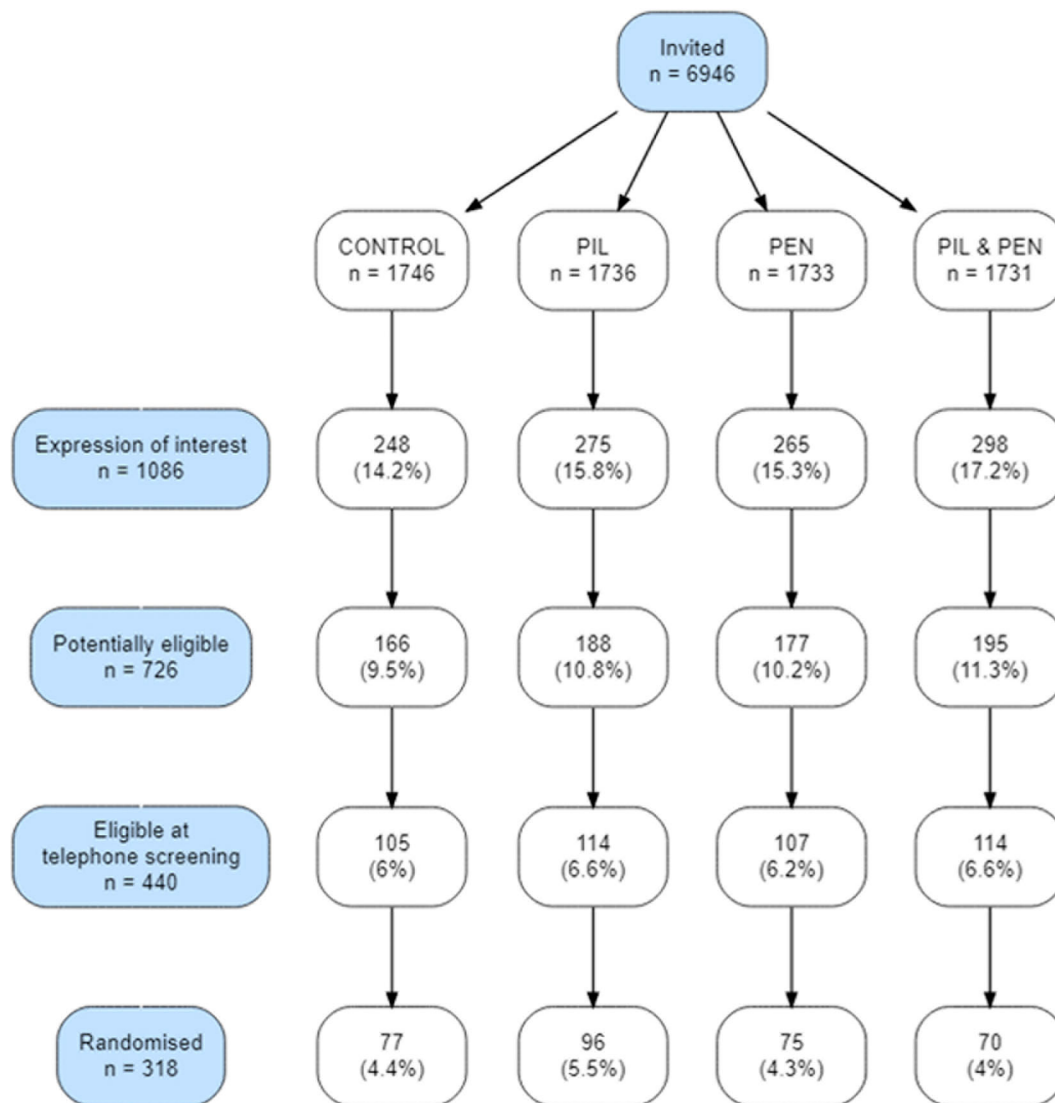 Invited
n = 6946
CONTROL
n = 1746
PIL
n = 1736
PEN
n = 1733
PIL & PEN
n = 1731
Expression of interest
n = 1086
248
(14.2%)
275
(15.8%)
265
(15.3%)
298
(17.2%)
Potentially eligible
n = 726
166
(9.5%)
188
(10.8%)
177
(10.2%)
195
(11.3%)
Eligible at
telephone screening
n = 440
105
(6%)
114
(6.6%)
107
(6.2%)
114
(6.6%)
Randomised
n = 318
77
(4.4%)
96
(5.5%)
75
(4.3%)
70
(4%)